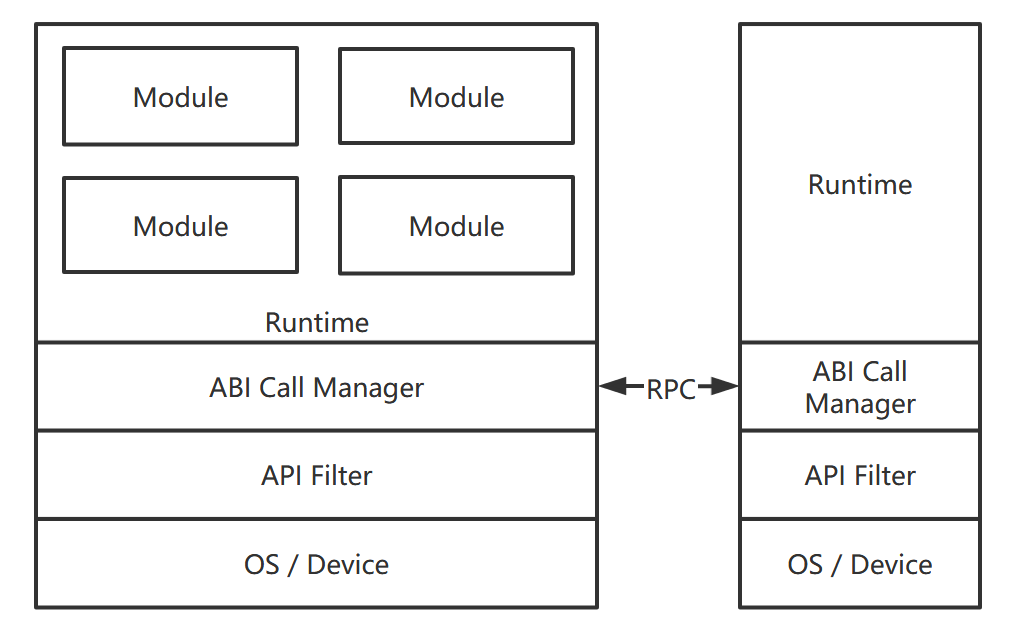 Module
Module
Module
Module
Runtime
ABI Call Manager
API Filter
OS / Device
RPC
Runtime
ABI Call
Manager
API Filter
OS / Device